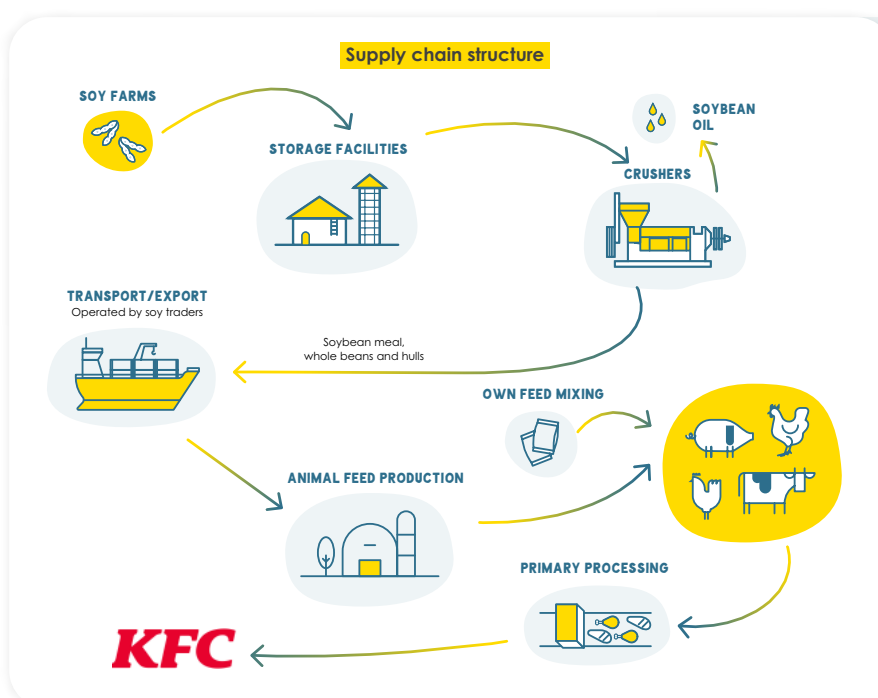 Supply chain structure
SOY FARMS
STORAGE FACILITIES
SOYBEAN
OIL
CRUSHERS
TRANSPORT/EXPORT
Operated by soy traders
Soybean meal,
whole beans and hulls
OWN FEED MIXING
ANIMAL FEED PRODUCTION
PRIMARY PROCESSING
KFC